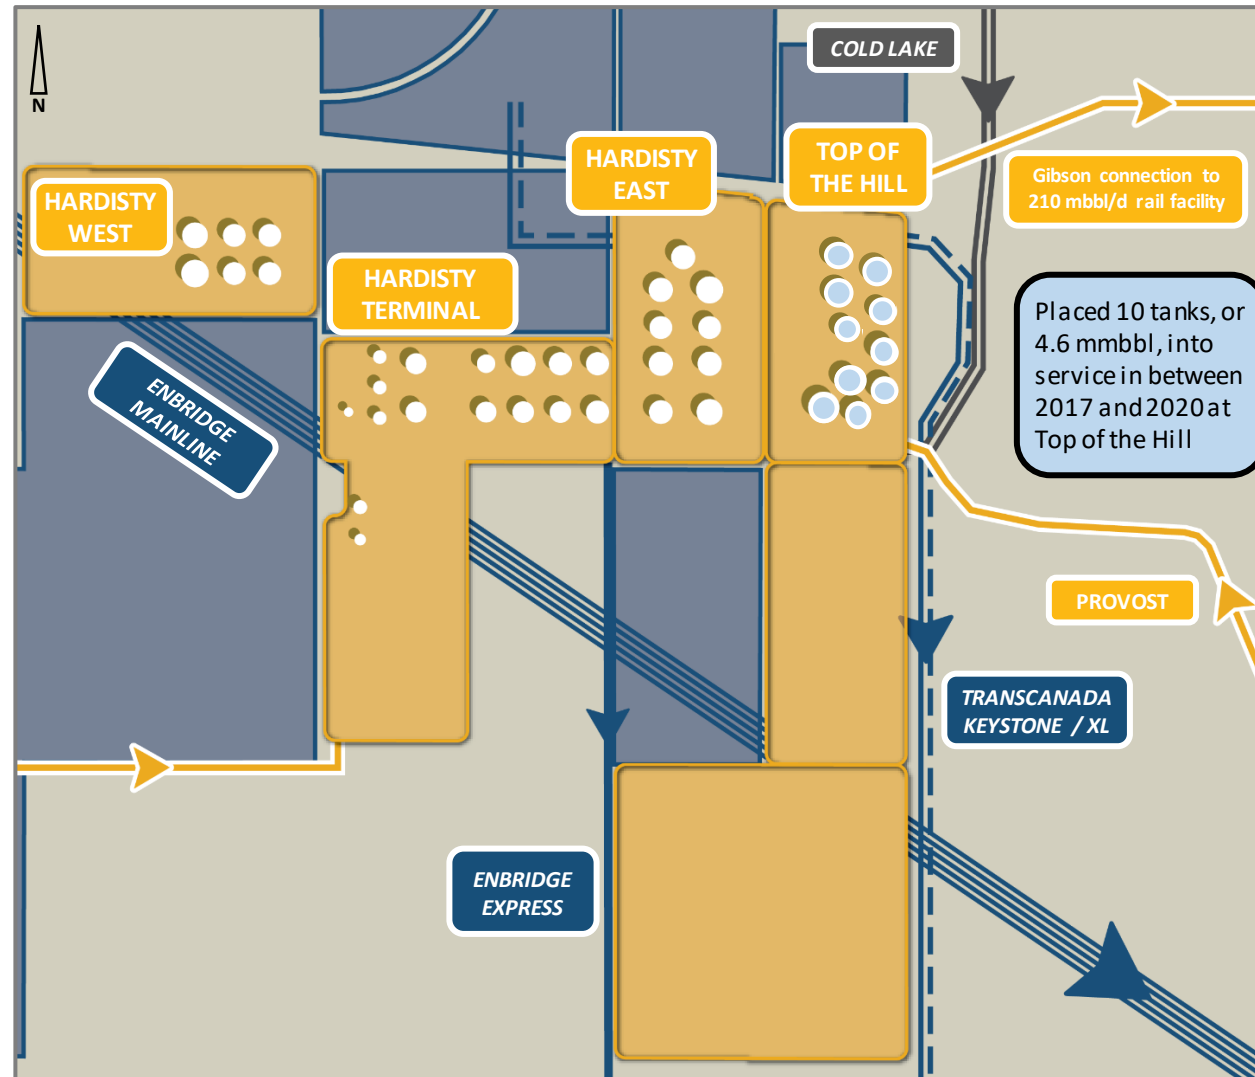 N
COLD LAKE
HARDISTY
EAST
TOP OF
THE HILL
Gibson connection to
210 mbbl/d rail facility
HARDISTY
WEST
HARDISTY
TERMINAL
Placed 10 tanks, or
4.6 mmbbl, into
service in between
2017 and 2020 at
Top of the Hill
ENBRIDGE
MAINLINE
PROVOST
TRANSCANADA
KEYSTONE / XL
ENBRIDGE
EXPRESS